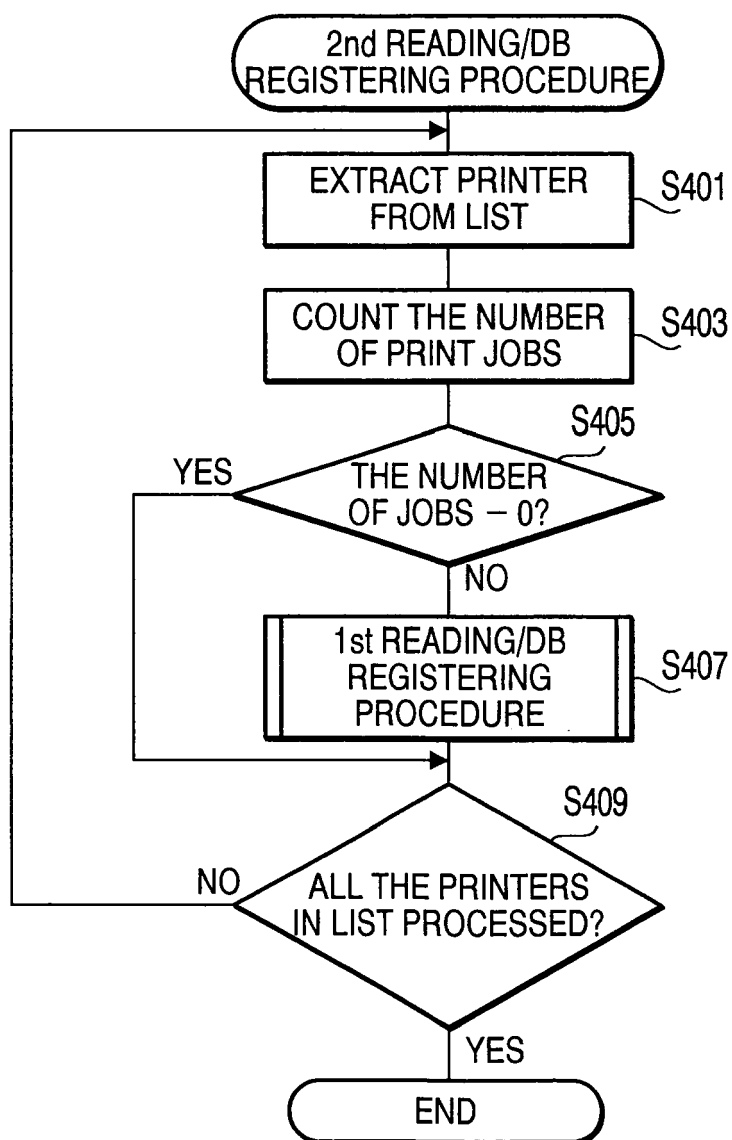 2nd READING/DB
REGISTERING PROCEDURE
EXTRACT PRINTER
FROM LIST
S401
COUNT THE NUMBER
OF PRINT JOBS
S403
S405
YES
THE NUMBER
OF JOBS − 0?
NO
1st READING/DB
REGISTERING
PROCEDURE
S407
S409
NO
ALL THE PRINTERS
IN LIST PROCESSED?
YES
END